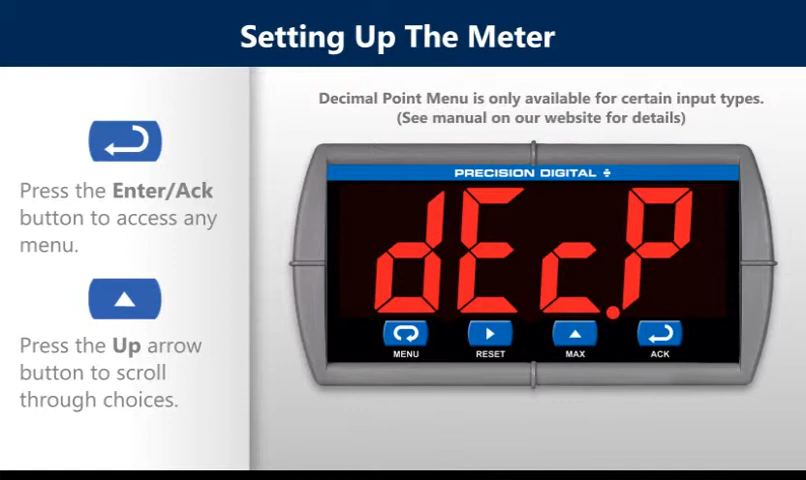 Setting Up The Meter
Press the Enter/Ack
button to access any
menu.
Press the Up arrow
button to scroll
through choices.
Decimal Point Menu is only available for certain input types.
(See manual on our website for details)
PRECISION DIGITAL
dEc.P
MENU RESET MAX ACK